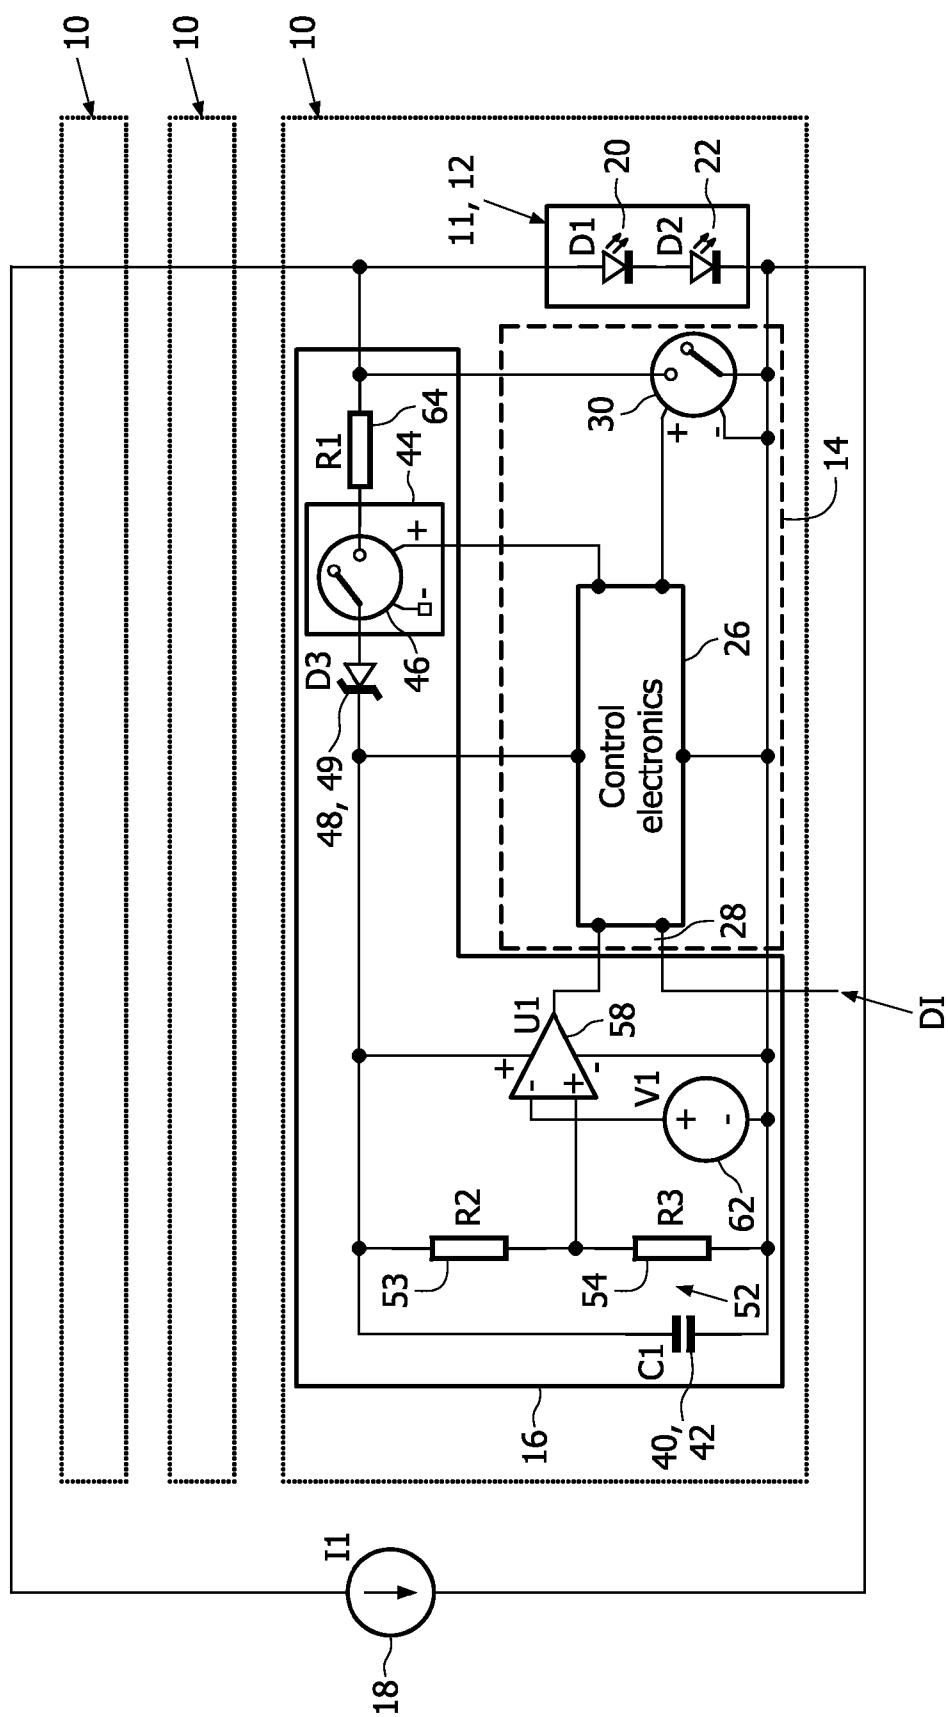 10
10
10
11, 12
D1
20
D2
22
R1
64
44
+
-
46
D3
48, 49
30
+
-
14
Control
electronics
26
28
DI
U1
58
+
-
-
+
V1
+
-
62
R2
53
R3
54
52
C1
40,
42
16
I1
18